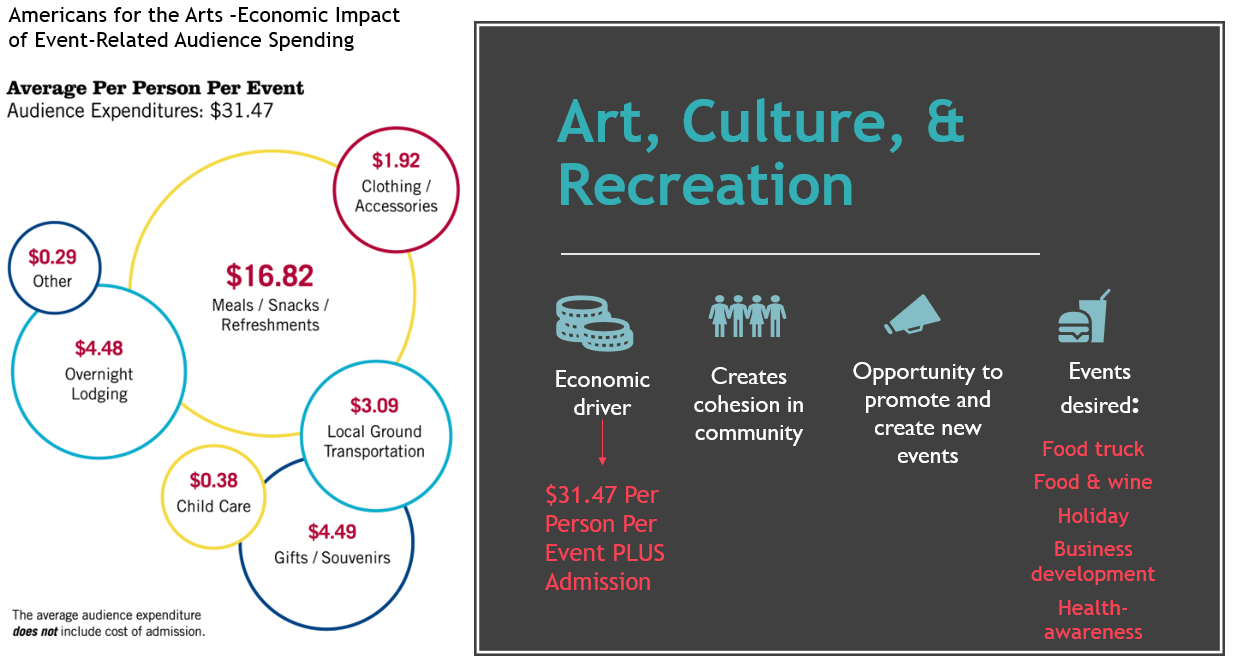 Americans for the Arts -Economic Impact
of Event-Related Audience Spending
Average Per Person Per Event
Audience Expenditures: $31.47
$1.92
Clothing /
Accessories
$0.29
Other
$16.82
Meals / Snacks /
Refreshments
$4.48
Overnight
Lodging
$3.09
Local Ground
Transportation
$0.38
Child Care
$4.49
Gifts / Souvenirs
The average audience expenditure
does not include cost of admission.
Art, Culture, &
Recreation
Economic
driver
$31.47 Per
Person Per
Event PLUS
Admission
Creates
cohesion in
community
Opportunity to
promote and
create new
events
Events
desired:
Food truck
Food & wine
Holiday
Business
development
Health-
awareness